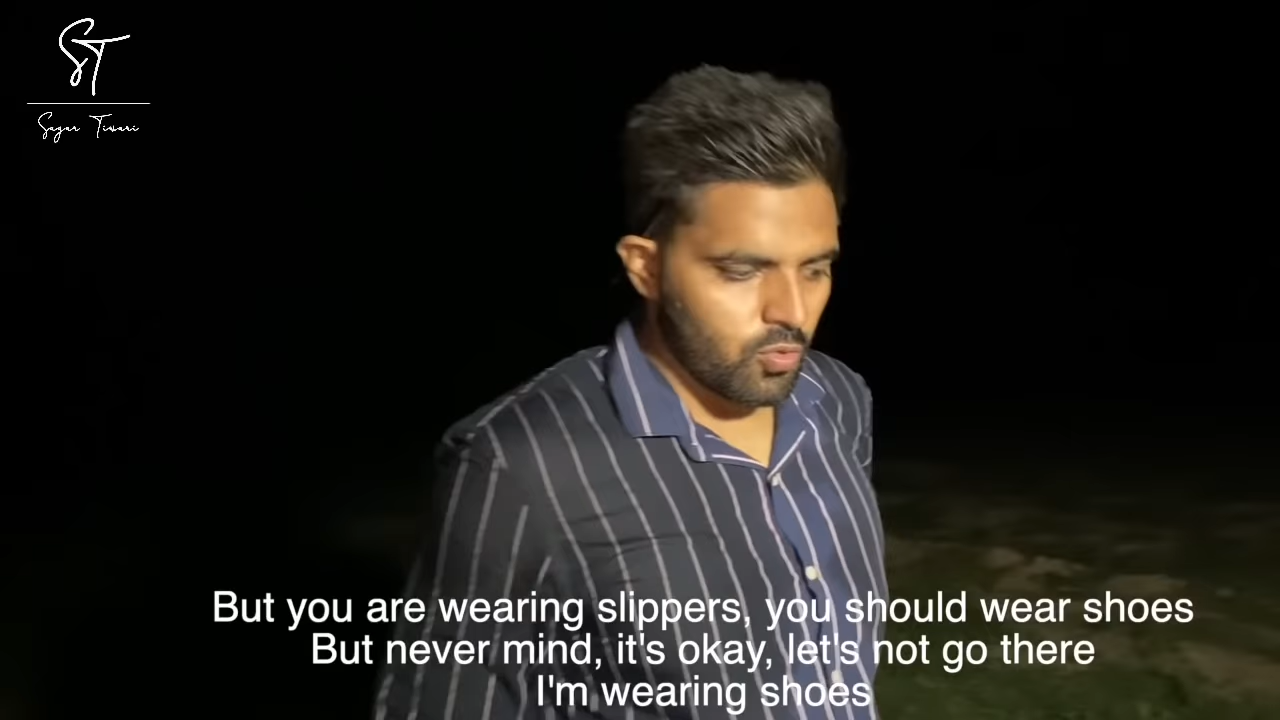 ST
Sagar Tiwari
But you are wearing slippers, you should wear shoes
But never mind, it's okay, let's not go there
I'm wearing shoes